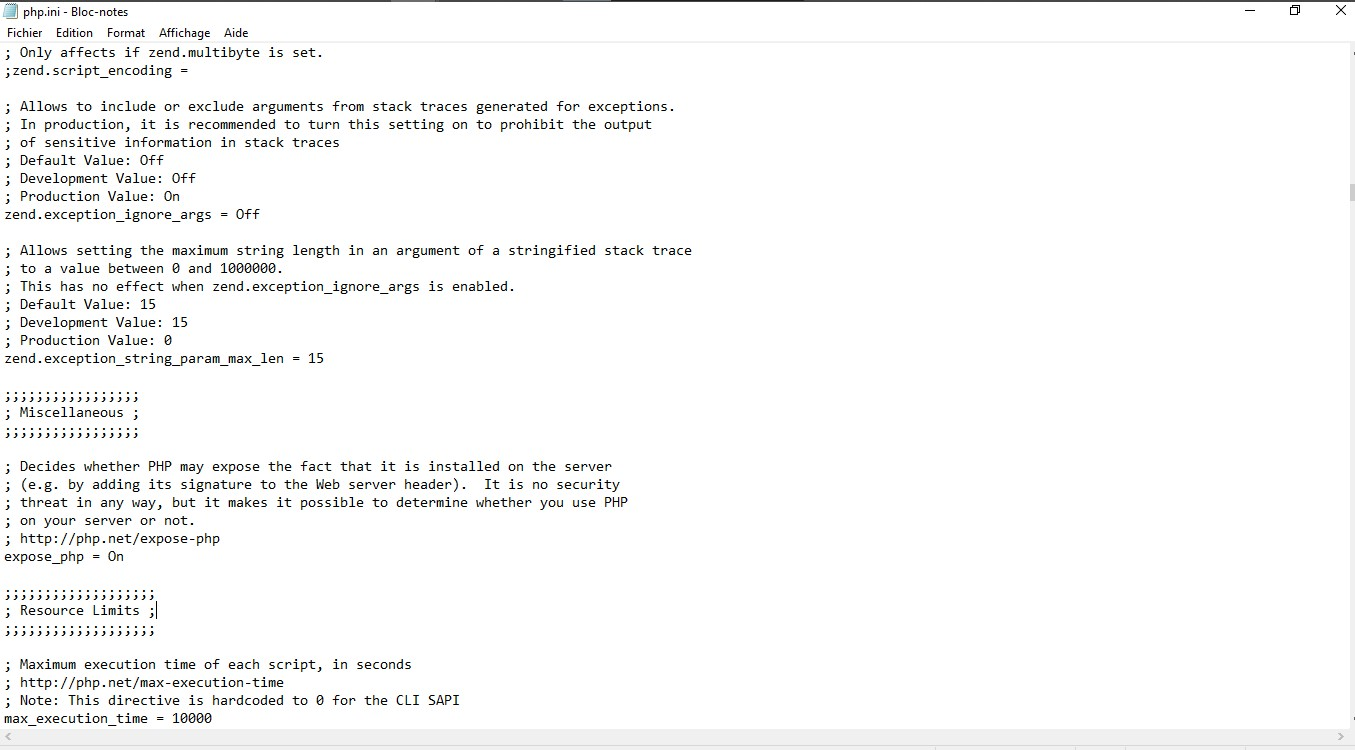 php.ini - Bloc-notes
Fichier Edition Format Affichage Aide
; Only affects if zend.multibyte is set.
;zend.script_encoding =
; Allows to include or exclude arguments from stack traces generated for exceptions.
; In production, it is recommended to turn this setting on to prohibit the output
; of sensitive information in stack traces
; Default Value: Off
; Development Value: Off
; Production Value: On
zend.exception_ignore_args = Off
; Allows setting the maximum string length in an argument of a stringified stack trace
; to a value between 0 and 1000000.
; This has no effect when zend.exception_ignore_args is enabled.
; Default Value: 15
; Development Value: 15
; Production Value: 0
zend.exception_string_param_max_len = 15
;;;;;;;;;;;;;;;;;
; Miscellaneous ;
;;;;;;;;;;;;;;;;;
; Decides whether PHP may expose the fact that it is installed on the server
; (e.g. by adding its signature to the Web server header).  It is no security
; threat in any way, but it makes it possible to determine whether you use PHP
; on your server or not.
; http://php.net/expose-php
expose_php = On
;;;;;;;;;;;;;;;;;;;
; Resource Limits ;
;;;;;;;;;;;;;;;;;;;
; Maximum execution time of each script, in seconds
; http://php.net/max-execution-time
; Note: This directive is hardcoded to 0 for the CLI SAPI
max_execution_time = 10000